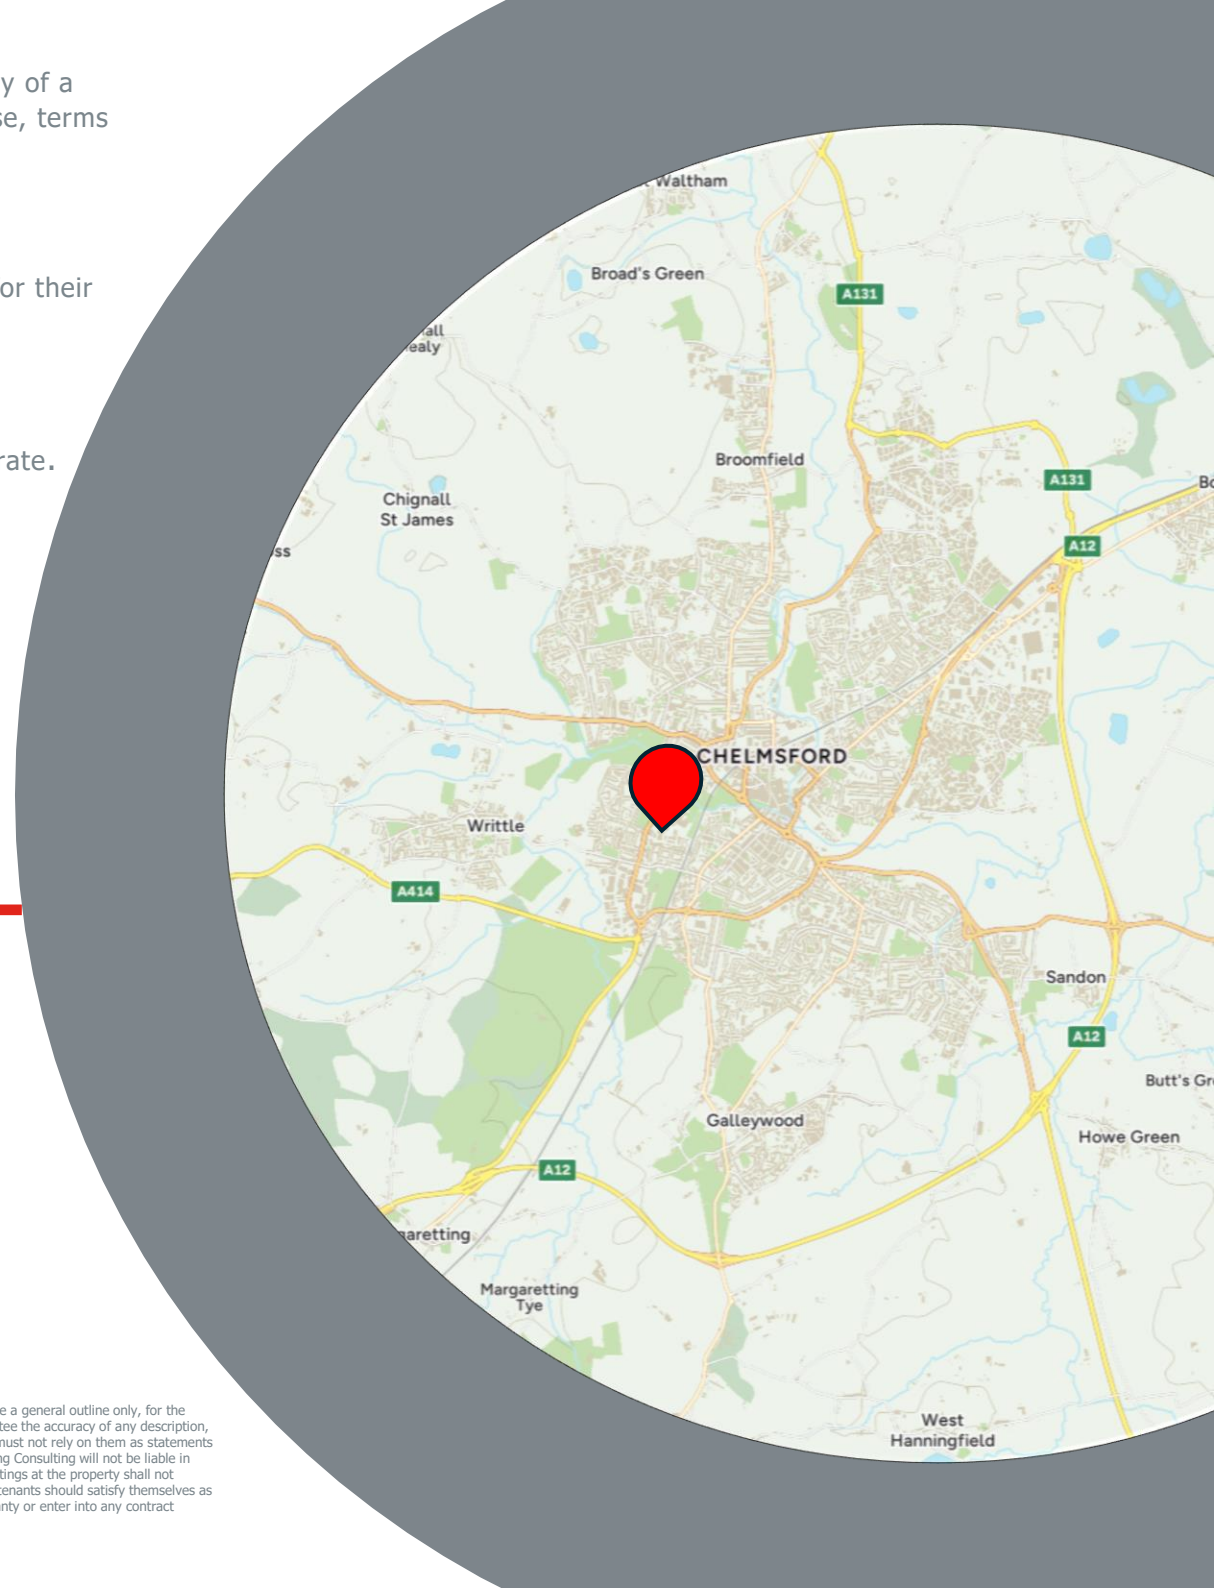 y of a
se, terms
or their
rate.
Waltham
Broad's Green
A131
all
ealy
Broomfield
A131
Chignall
St James
Bo
A12
ss
CHELMSFORD
Writtle
A414
Sandon
A12
Butt's Gr
Galleywood
Howe Green
A12
aretting
Margaretting
Tye
West
Hanningfield
e a general outline only, for the
tee the accuracy of any description,
must not rely on them as statements
ng Consulting will not be liable in
tings at the property shall not
tenants should satisfy themselves as
anty or enter into any contract